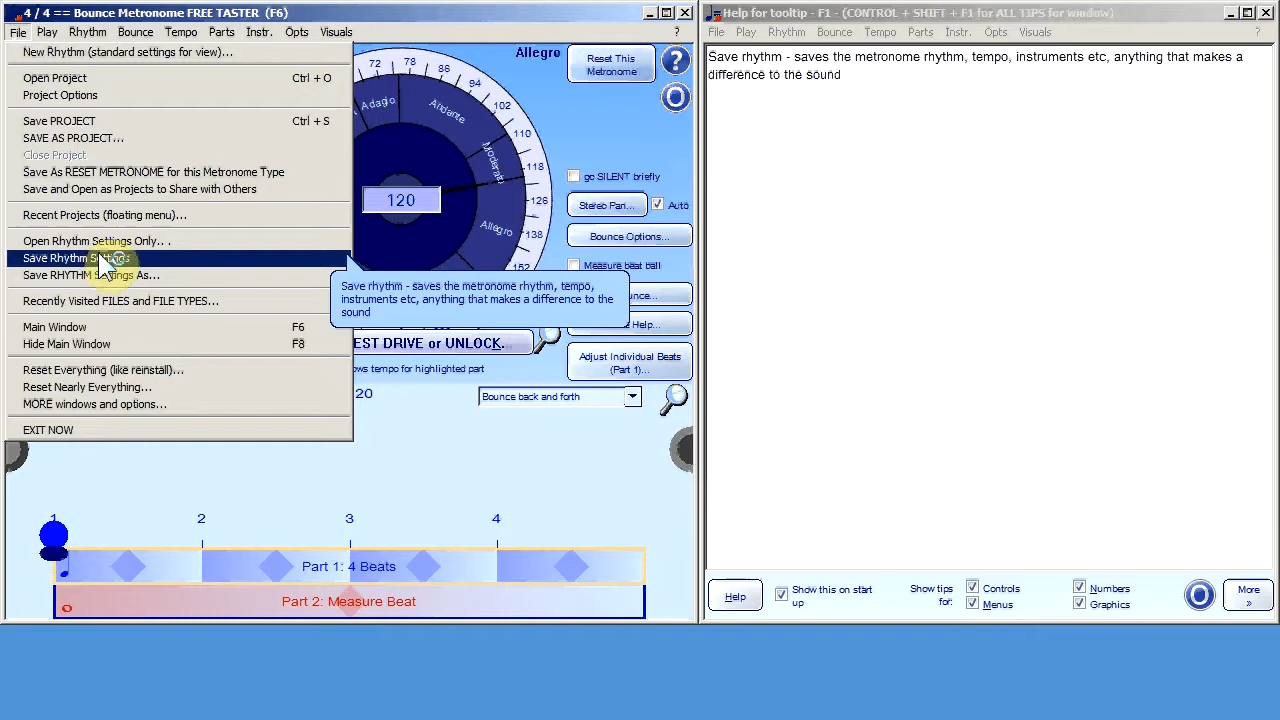 4 / 4 == Bounce Metronome FREE TASTER (F6)
File Play Rhythm Bounce Tempo Parts Instr. Opts Visuals ?
New Rhythm (standard settings for view)...
Open Project Ctrl + O
Project Options
Save PROJECT Ctrl + S
SAVE AS PROJECT...
Close Project
Save As RESET METRONOME for this Metronome Type
Save and Open as Projects to Share with Others
Recent Projects (floating menu)...
Open Rhythm Settings Only...
Save Rhythm Settings
Save RHYTHM Settings As...
Recently Visited FILES and FILE TYPES...
Main Window F6
Hide Main Window F8
Reset Everything (like reinstall)...
Reset Nearly Everything...
MORE windows and options...
EXIT NOW
Save rhythm - saves the metronome rhythm, tempo,
instruments etc, anything that makes a difference to the
sound
Allegro
72 78 86 94 102 110 118 126 138 152
Adagio Andante Moderato Allegro
120
Reset This
Metronome
?
O
go SILENT briefly
Stereo Pan... Auto
Bounce Options...
Measure beat ball
unce...
Help...
EST DRIVE or UNLOCK...
ows tempo for highlighted part
Adjust Individual Beats
(Part 1)...
20
Bounce back and forth
1 2 3 4
Part 1: 4 Beats
Part 2: Measure Beat
Help for tooltip - F1 - (CONTROL + SHIFT + F1 for ALL TIPS for window)
File Play Rhythm Bounce Tempo Parts Instr. Opts Visuals ?
Save rhythm - saves the metronome rhythm, tempo, instruments etc, anything that makes a
difference to the sound
Help
Show this on start
up
Show tips
for:
Controls
Menus
Numbers
Graphics
O
More
»